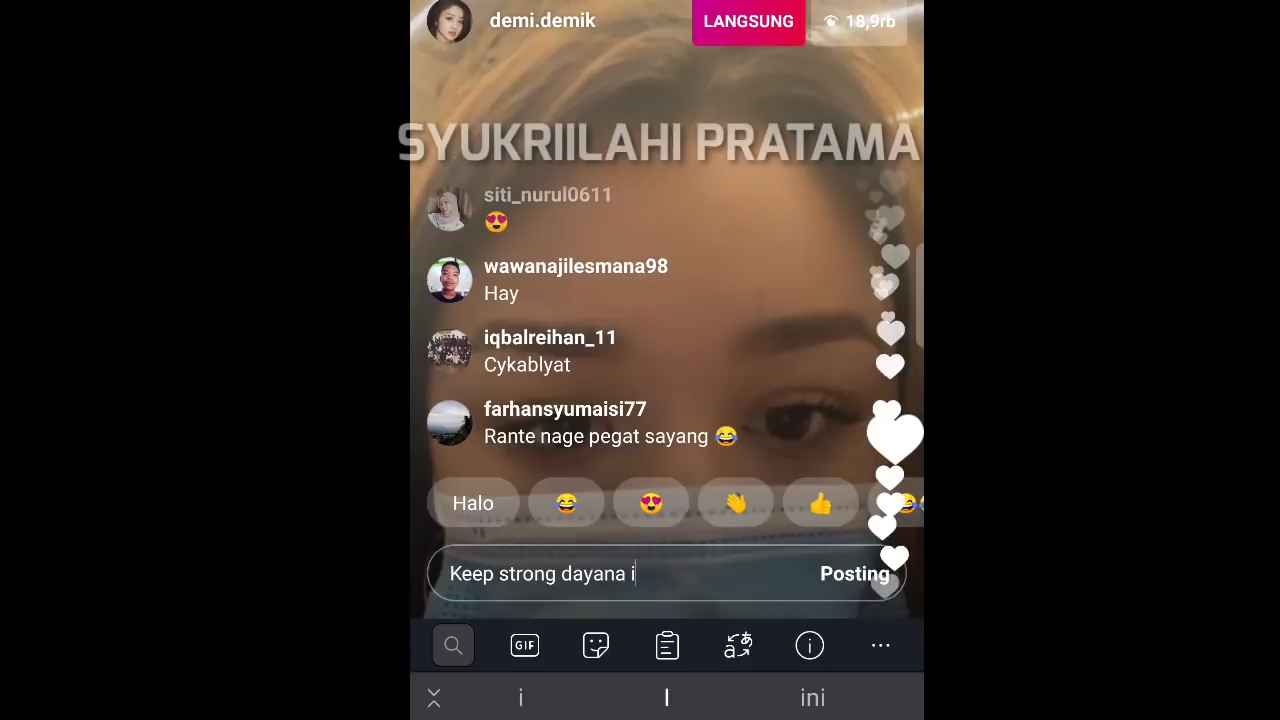 demi.demik
LANGSUNG
18,9rb
SYUKRIILAHI PRATAMA
siti_nurul0611
😍
wawanajilesmana98
Hay
iqbalreihan_11
Cykablyat
farhansyumaisi77
Rante nage pegat sayang 😂
Halo 😂 😍 👋 👍 😂
Keep strong dayana i
Posting
GIF
i I ini